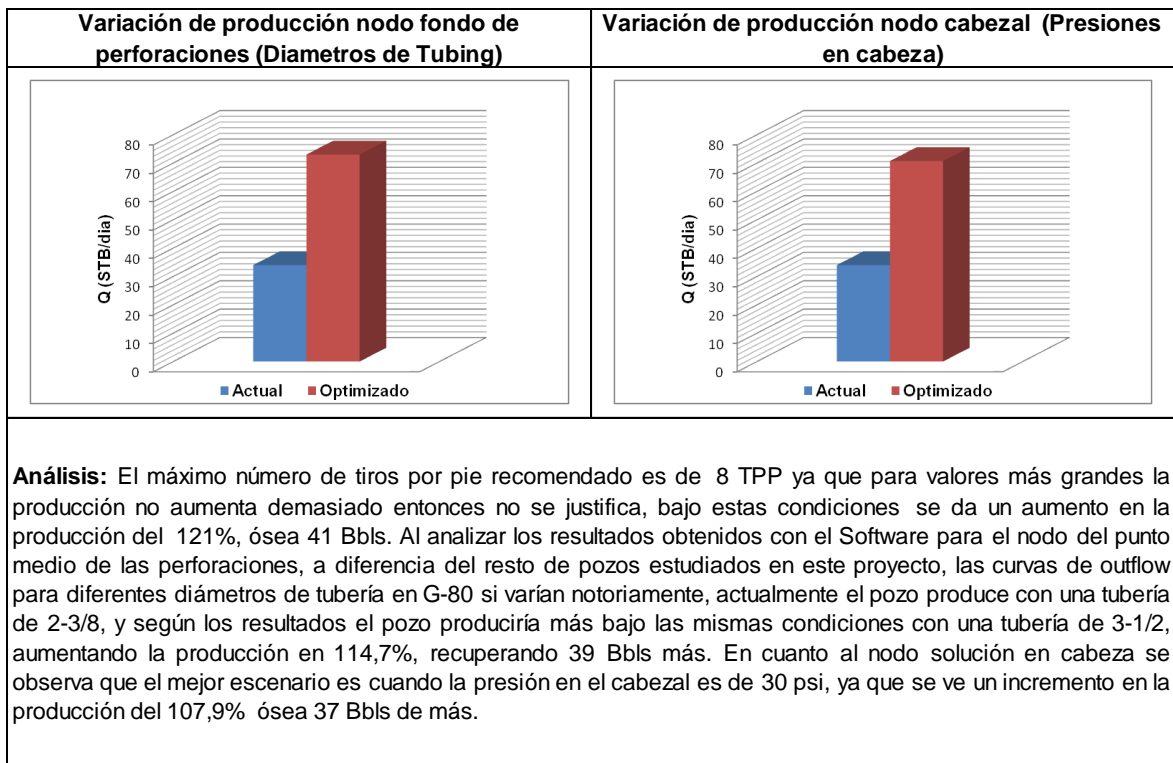 Variación de producción nodo fondo de
perforaciones (Diametros de Tubing)
Variación de producción nodo cabezal (Presiones
en cabeza)
Q (STB/dia)
80
70
60
50
40
30
20
10
0
Actual Optimizado
Q (STB/dia)
80
70
60
50
40
30
20
10
0
Actual Optimizado
Análisis: El máximo número de tiros por pie recomendado es de 8 TPP ya que para valores más grandes la
producción no aumenta demasiado entonces no se justifica, bajo estas condiciones se da un aumento en la
producción del 121%, ósea 41 Bbls. Al analizar los resultados obtenidos con el Software para el nodo del punto
medio de las perforaciones, a diferencia del resto de pozos estudiados en este proyecto, las curvas de outflow
para diferentes diámetros de tubería en G-80 si varían notoriamente, actualmente el pozo produce con una tubería
de 2-3/8, y según los resultados el pozo produciría más bajo las mismas condiciones con una tubería de 3-1/2,
aumentando la producción en 114,7%, recuperando 39 Bbls más. En cuanto al nodo solución en cabeza se
observa que el mejor escenario es cuando la presión en el cabezal es de 30 psi, ya que se ve un incremento en la
producción del 107,9% ósea 37 Bbls de más.